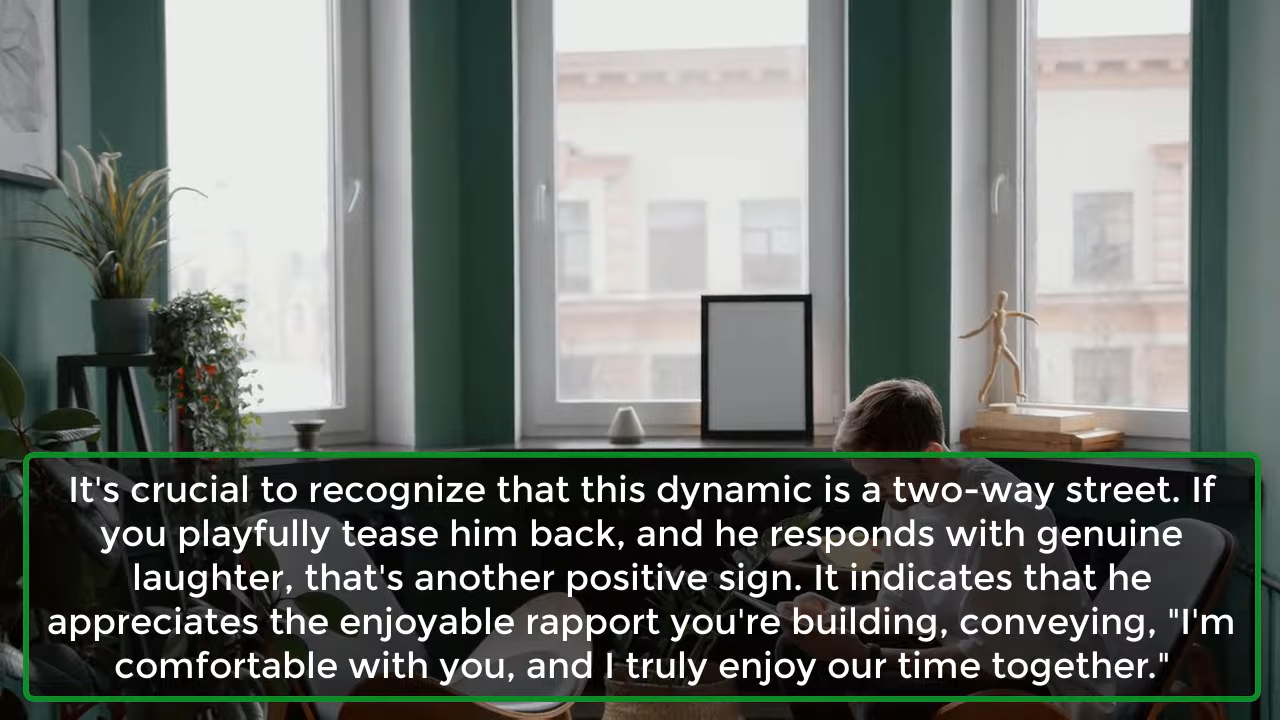 It's crucial to recognize that this dynamic is a two-way street. If
you playfully tease him back, and he responds with genuine
laughter, that's another positive sign. It indicates that he
appreciates the enjoyable rapport you're building, conveying, "I'm
comfortable with you, and I truly enjoy our time together."